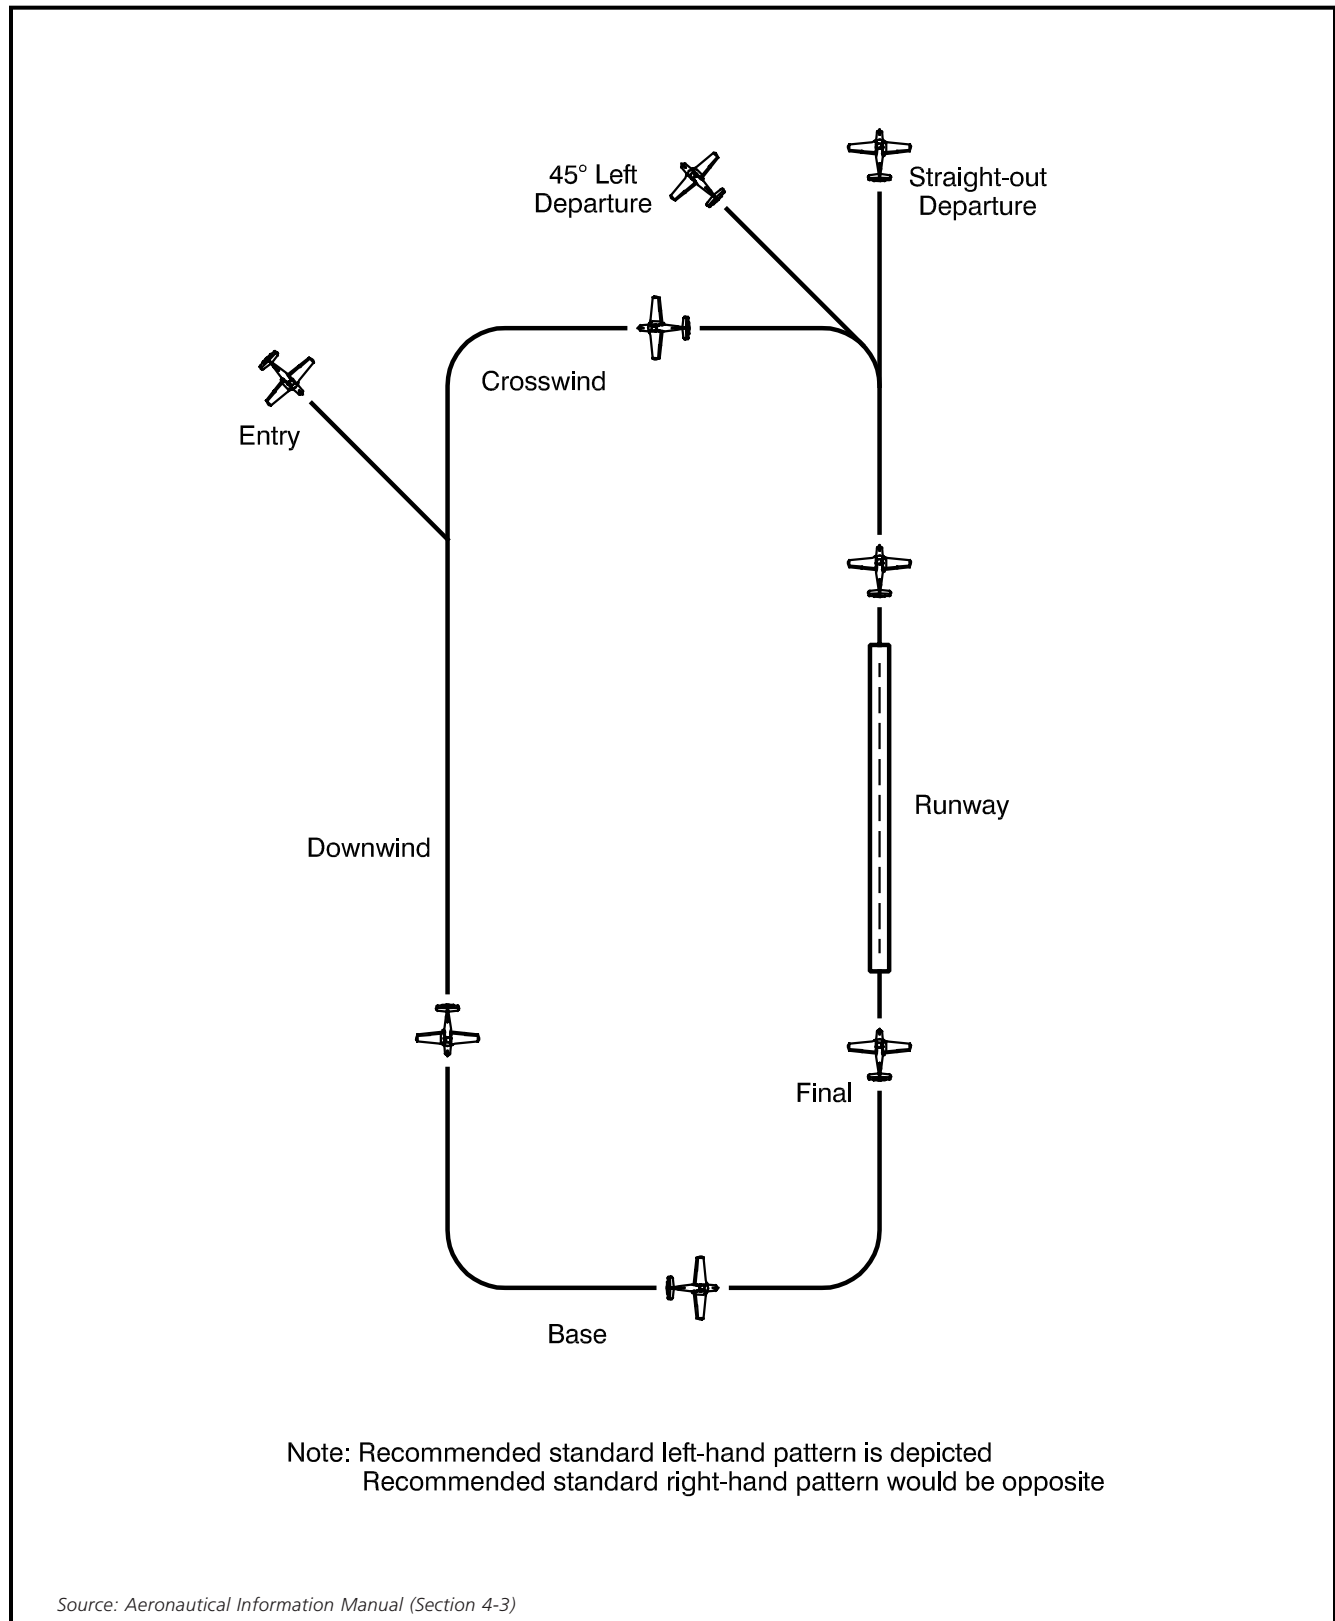 45° Left
Departure
Straight-out
Departure
Crosswind
Entry
Runway
Downwind
Final
Base
Note: Recommended standard left-hand pattern is depicted
Recommended standard right-hand pattern would be opposite
Source: Aeronautical Information Manual (Section 4-3)